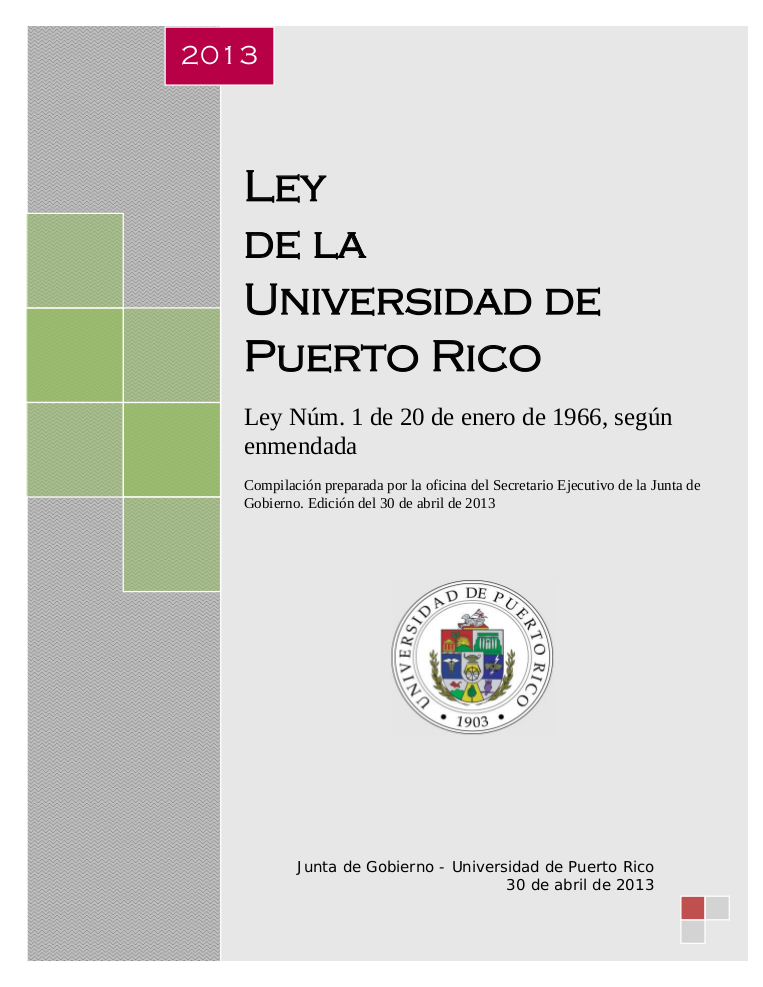 2013
Ley
de la
Universidad de
Puerto Rico
Ley Núm. 1 de 20 de enero de 1966, según
enmendada
Compilación preparada por la oficina del Secretario Ejecutivo de la Junta de
Gobierno. Edición del 30 de abril de 2013
UNIVERSIDAD DE PUERTO RICO
• 1903 •
Junta de Gobierno - Universidad de Puerto Rico
30 de abril de 2013